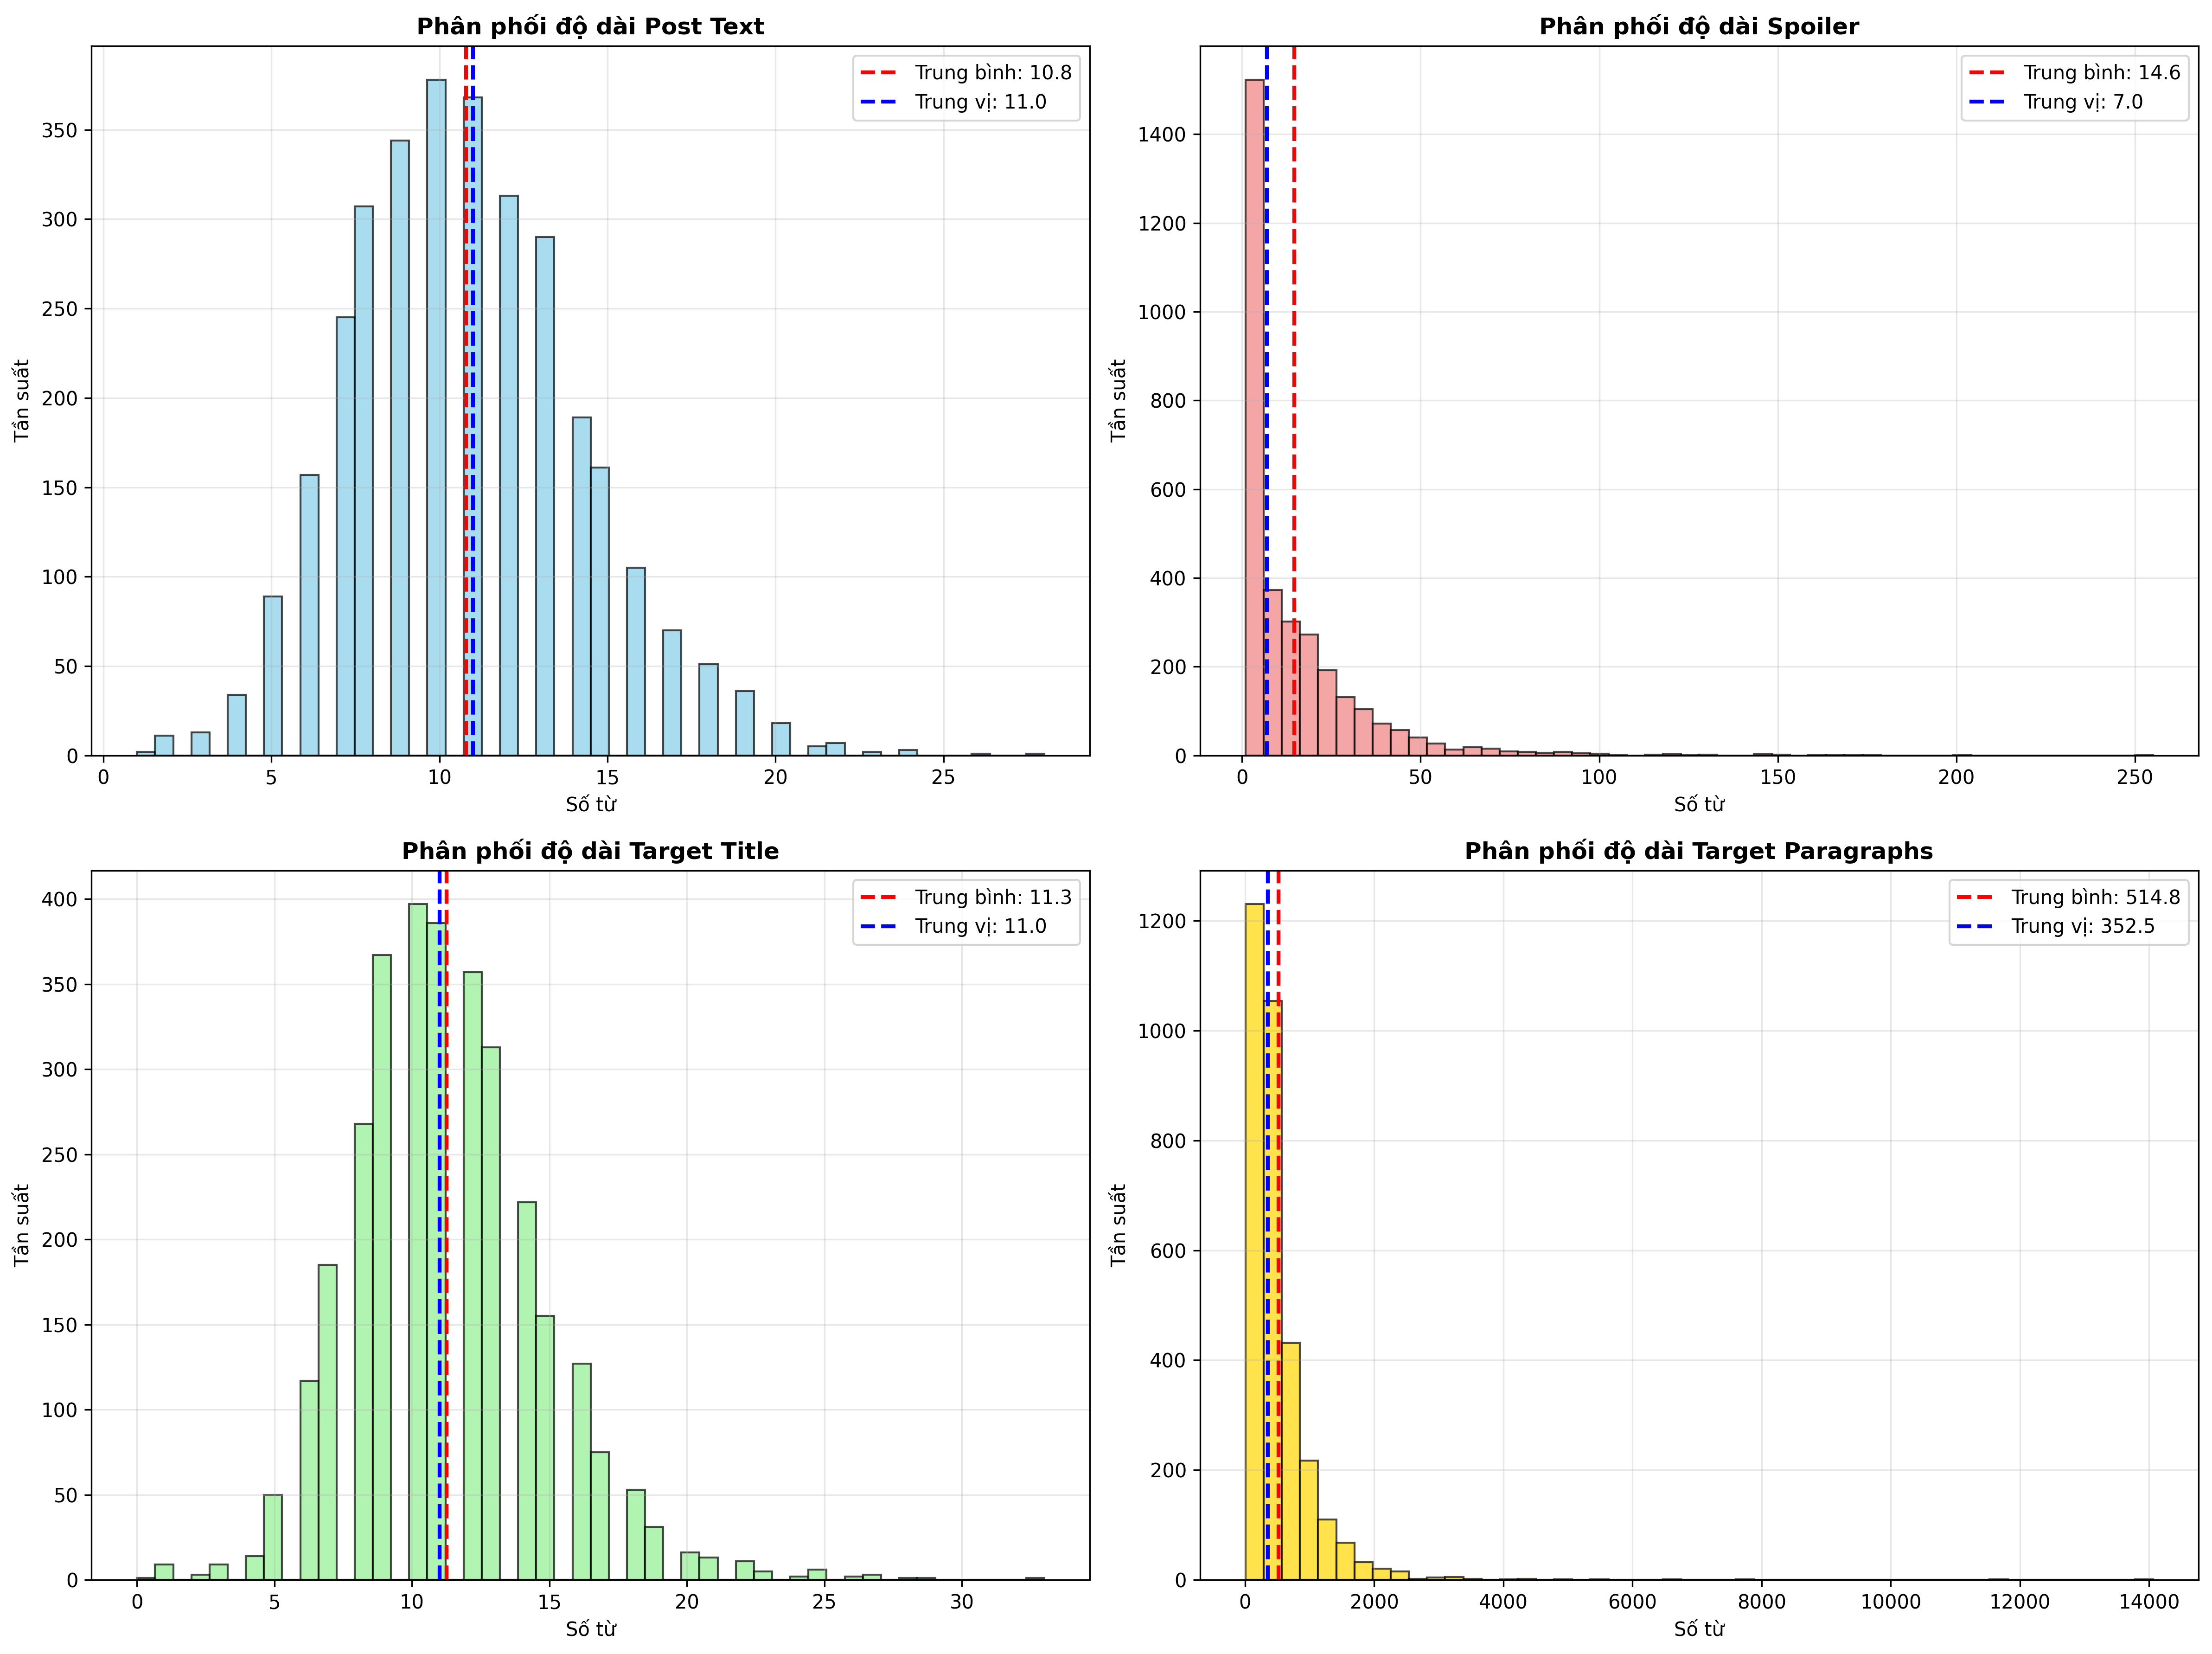 Phân phối độ dài Post Text
Trung bình: 10.8
Trung vị: 11.0
Tần suất
350
300
250
200
150
100
50
0
0 5 10 15 20 25
Số từ
Phân phối độ dài Spoiler
Trung bình: 14.6
Trung vị: 7.0
Tần suất
1400
1200
1000
800
600
400
200
0
0 50 100 150 200 250
Số từ
Phân phối độ dài Target Title
Trung bình: 11.3
Trung vị: 11.0
Tần suất
400
350
300
250
200
150
100
50
0
0 5 10 15 20 25 30
Số từ
Phân phối độ dài Target Paragraphs
Trung bình: 514.8
Trung vị: 352.5
Tần suất
1200
1000
800
600
400
200
0
0 2000 4000 6000 8000 10000 12000 14000
Số từ